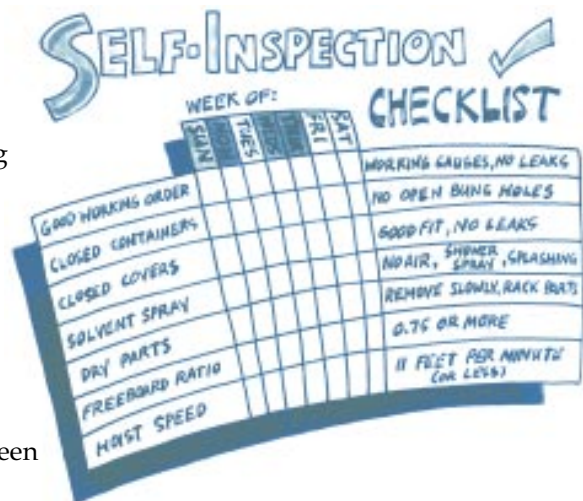 SELF-INSPECTION
CHECKLIST
WEEK OF:
SUN MON TUES WEDS THUR FRI SAT
GOOD WORKING ORDER
WORKING GAUGES, NO LEAKS
CLOSED CONTAINERS
NO OPEN BUNG HOLES
CLOSED COVERS
GOOD FIT, NO LEAKS
SOLVENT SPRAY
NO AIR, SHOWER SPRAY, SPLASHING
DRY PARTS
REMOVE SLOWLY, RACK PARTS
FREEBOARD RATIO
0.75 OR MORE
HOIST SPEED
11 FEET PER MINUTE
(OR LESS)
g
een